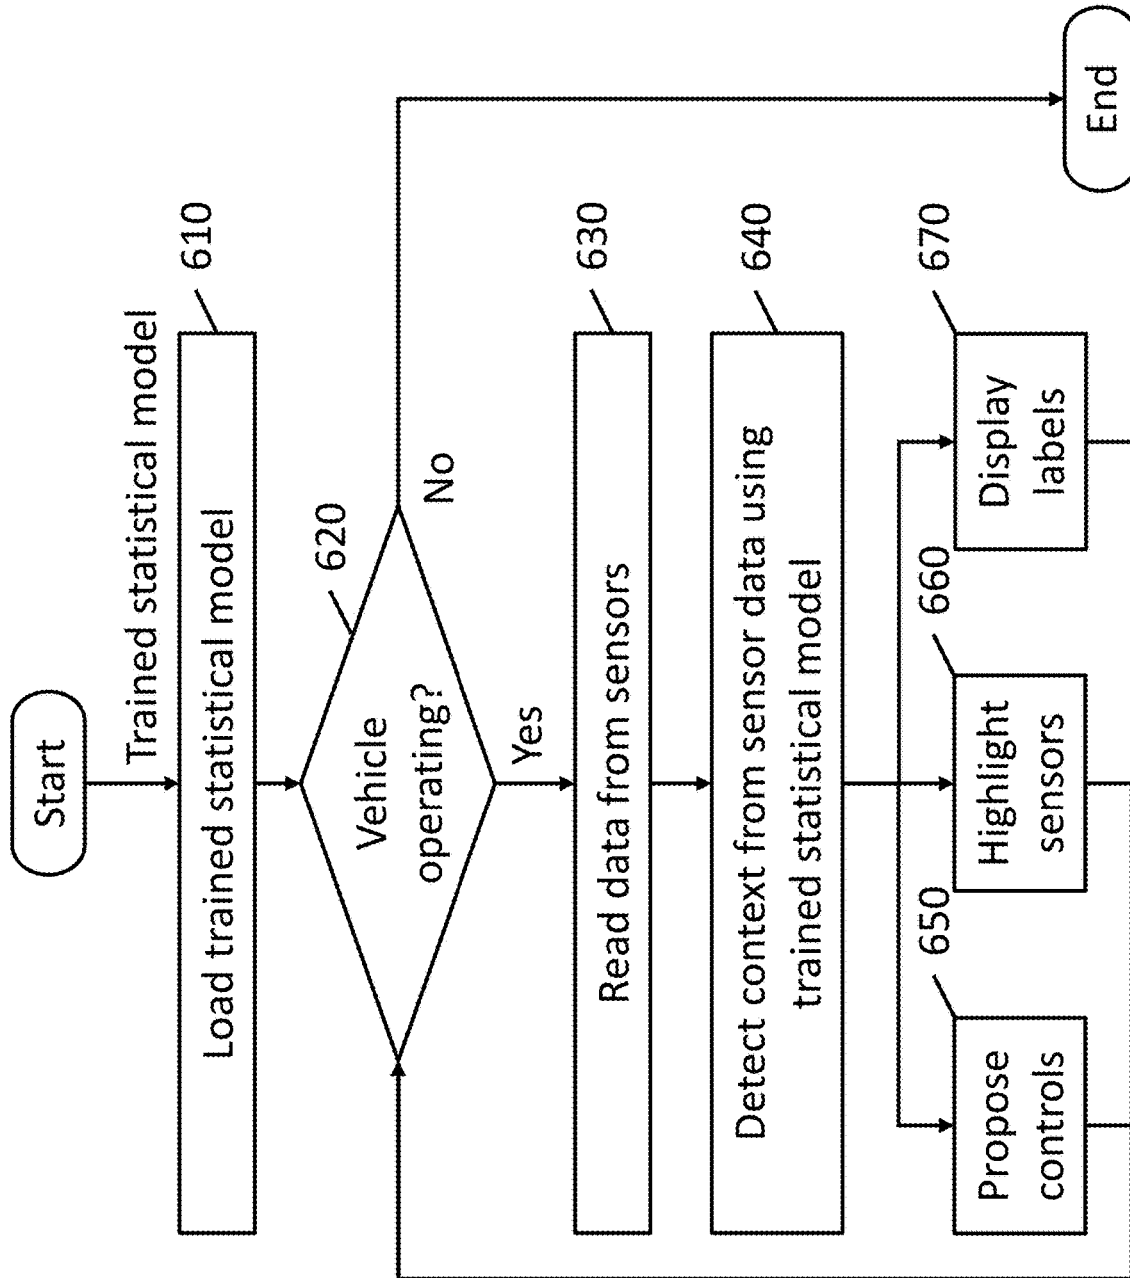 Start
Trained statistical model
610
Load trained statistical model
620
Vehicle
operating?
No
Yes
630
Read data from sensors
640
Detect context from sensor data using
trained statistical model
650
660
670
Propose
controls
Highlight
sensors
Display
labels
End